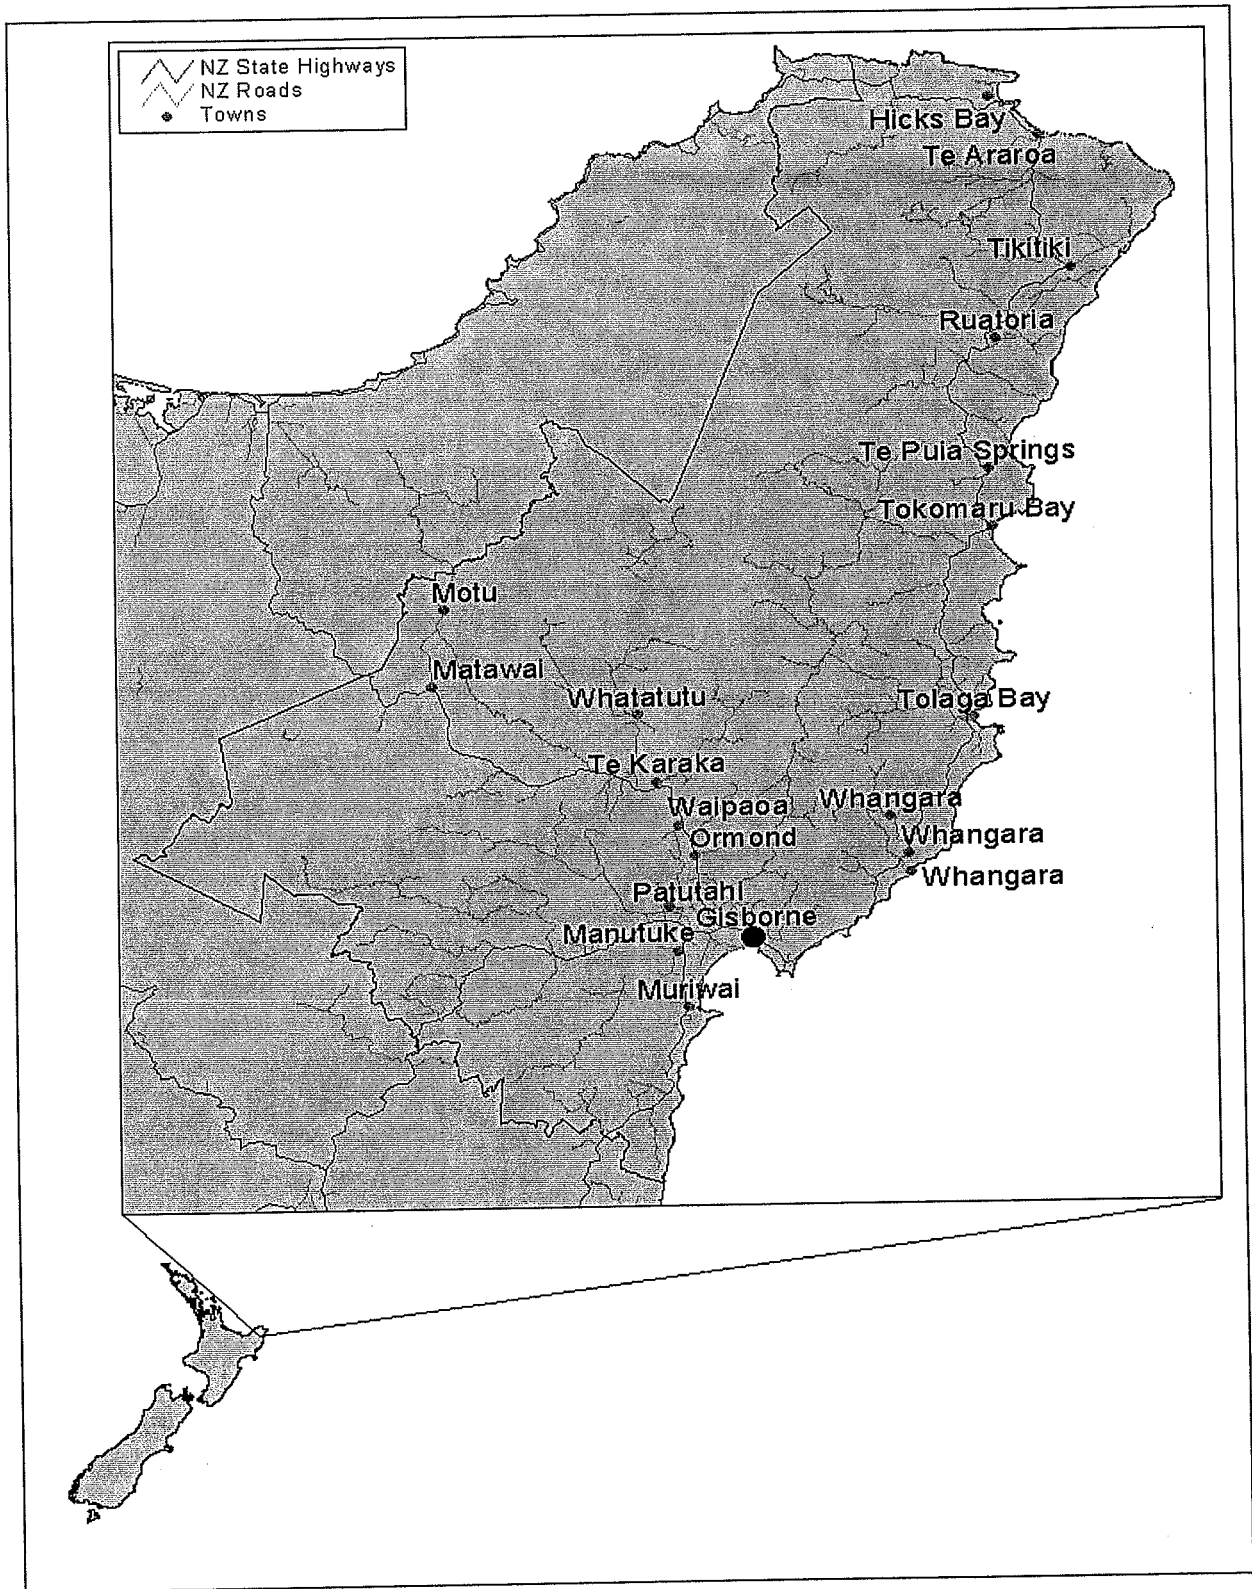 NZ State Highways
NZ Roads
Towns
Hicks Bay
Te Araroa
Tikitiki
Ruatoria
Te Puia Springs
Tokomaru Bay
Motu
Matawai
Whatatutu
Tolaga Bay
Te Karaka
Waipaoa
Whangara
Ormond
Whangara
Whangara
Patutahi
Gisborne
Manutuke
Muriwai